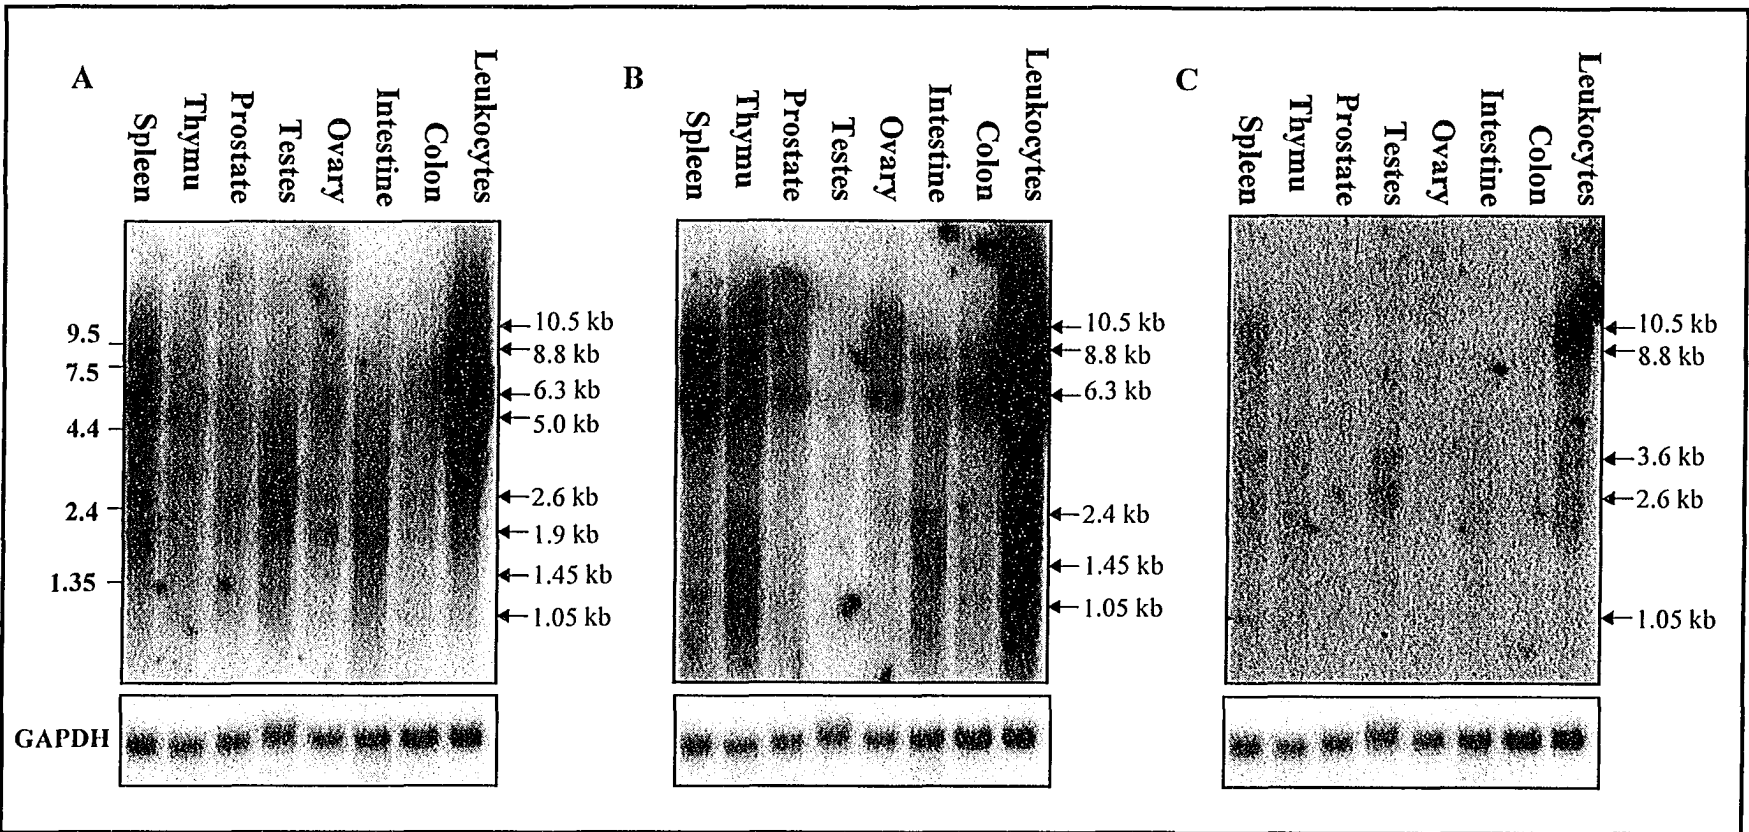 A
Spleen
Thymu
Prostate
Testes
Ovary
Intestine
Colon
Leukocytes
9.5
7.5
4.4
2.4
1.35
10.5 kb
8.8 kb
6.3 kb
5.0 kb
2.6 kb
1.9 kb
1.45 kb
1.05 kb
B
Spleen
Thymu
Prostate
Testes
Ovary
Intestine
Colon
Leukocytes
10.5 kb
8.8 kb
6.3 kb
2.4 kb
1.45 kb
1.05 kb
C
Spleen
Thymu
Prostate
Testes
Ovary
Intestine
Colon
Leukocytes
10.5 kb
8.8 kb
3.6 kb
2.6 kb
1.05 kb
GAPDH